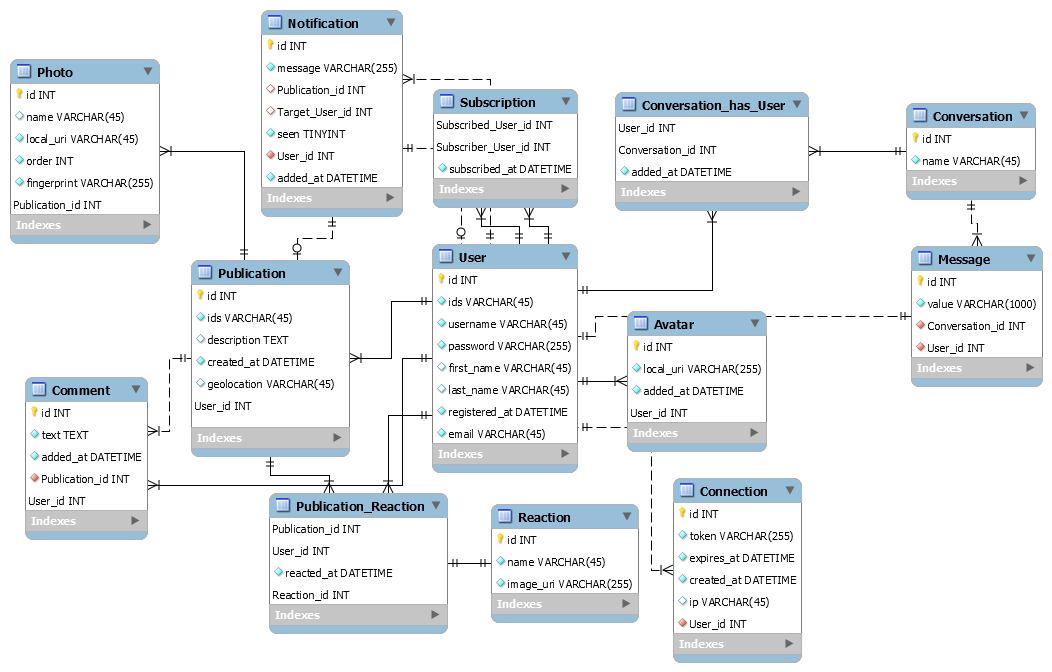 Photo
id INT
name VARCHAR(45)
local_uri VARCHAR(45)
order INT
fingerprint VARCHAR(255)
Publication_id INT
Indexes
Notification
id INT
message VARCHAR(255)
Publication_id INT
Target_User_id INT
seen TINYINT
User_id INT
added_at DATETIME
Indexes
Subscription
Subscribed_User_id INT
Subscriber_User_id INT
subscribed_at DATETIME
Indexes
Conversation_has_User
User_id INT
Conversation_id INT
added_at DATETIME
Indexes
Conversation
id INT
name VARCHAR(45)
Indexes
Publication
id INT
ids VARCHAR(45)
description TEXT
created_at DATETIME
geolocation VARCHAR(45)
User_id INT
Indexes
User
id INT
ids VARCHAR(45)
username VARCHAR(45)
password VARCHAR(255)
first_name VARCHAR(45)
last_name VARCHAR(45)
registered_at DATETIME
email VARCHAR(45)
Indexes
Avatar
id INT
local_uri VARCHAR(255)
added_at DATETIME
User_id INT
Indexes
Message
id INT
value VARCHAR(1000)
Conversation_id INT
User_id INT
Indexes
Comment
id INT
text TEXT
added_at DATETIME
Publication_id INT
User_id INT
Indexes
Publication_Reaction
Publication_id INT
User_id INT
reacted_at DATETIME
Reaction_id INT
Indexes
Reaction
id INT
name VARCHAR(45)
image_uri VARCHAR(255)
Indexes
Connection
id INT
token VARCHAR(255)
expires_at DATETIME
created_at DATETIME
ip VARCHAR(45)
User_id INT
Indexes